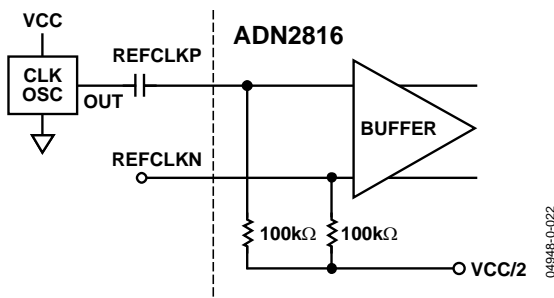 VCC
ADN2816
REFCLKP
CLK
OSC
OUT
BUFFER
REFCLKN
100kΩ
100kΩ
VCC/2
04948-0-022